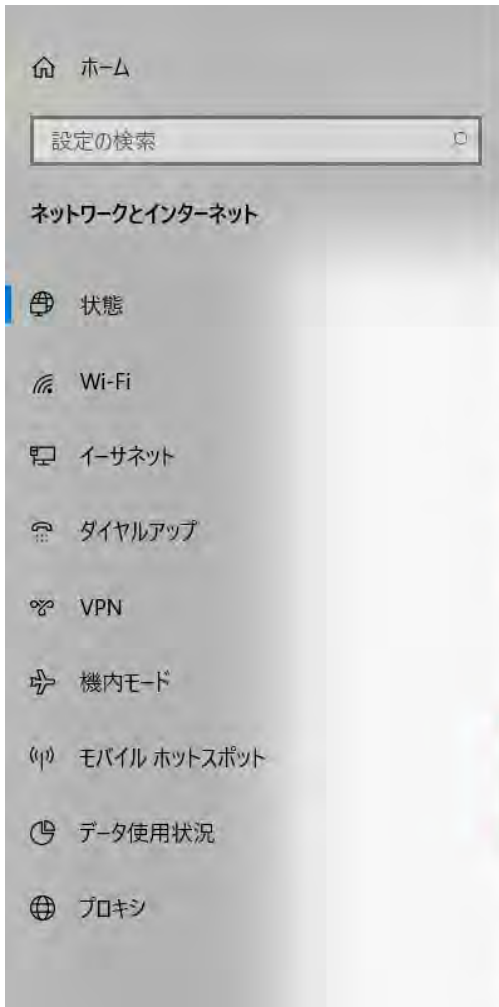 ホーム
設定の検索
ネットワークとインターネット
状態
Wi-Fi
イーサネット
ダイヤルアップ
VPN
機内モード
モバイル ホットスポット
データ使用状況
プロキシ